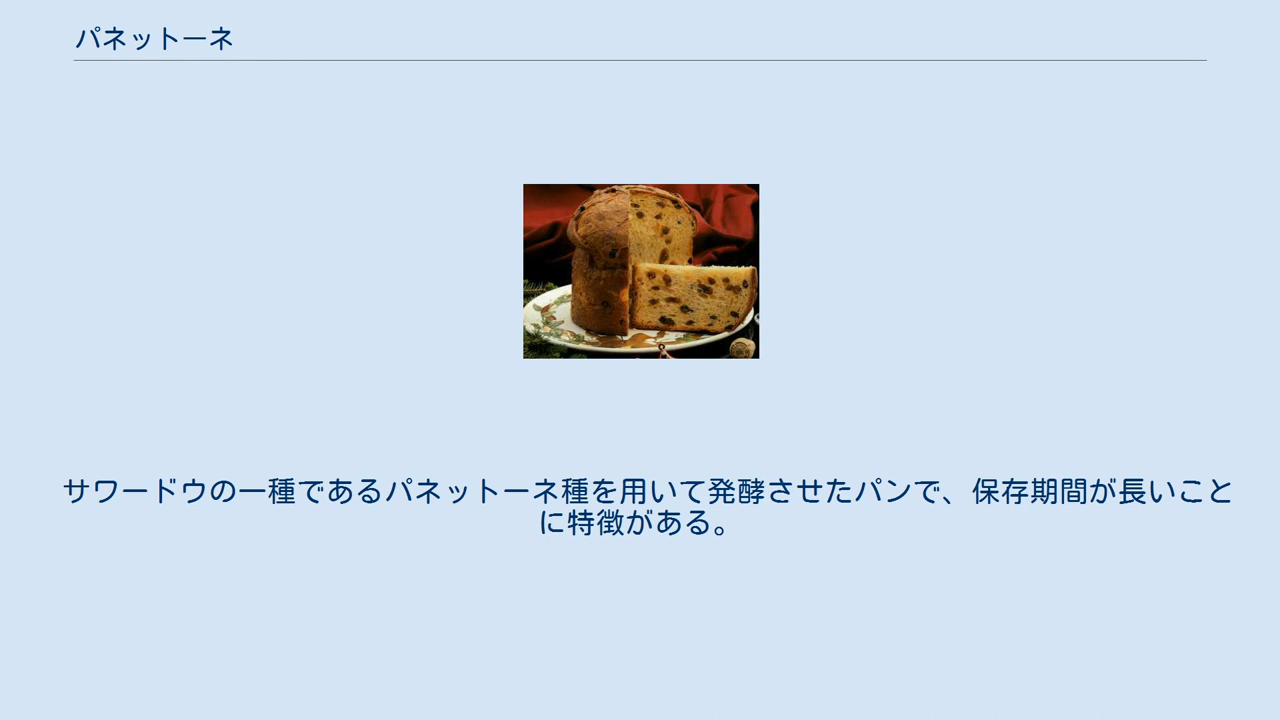 パネットーネ
サワードウの一種であるパネットーネ種を用いて発酵させたパンで、保存期間が長いこと
に特徴がある。